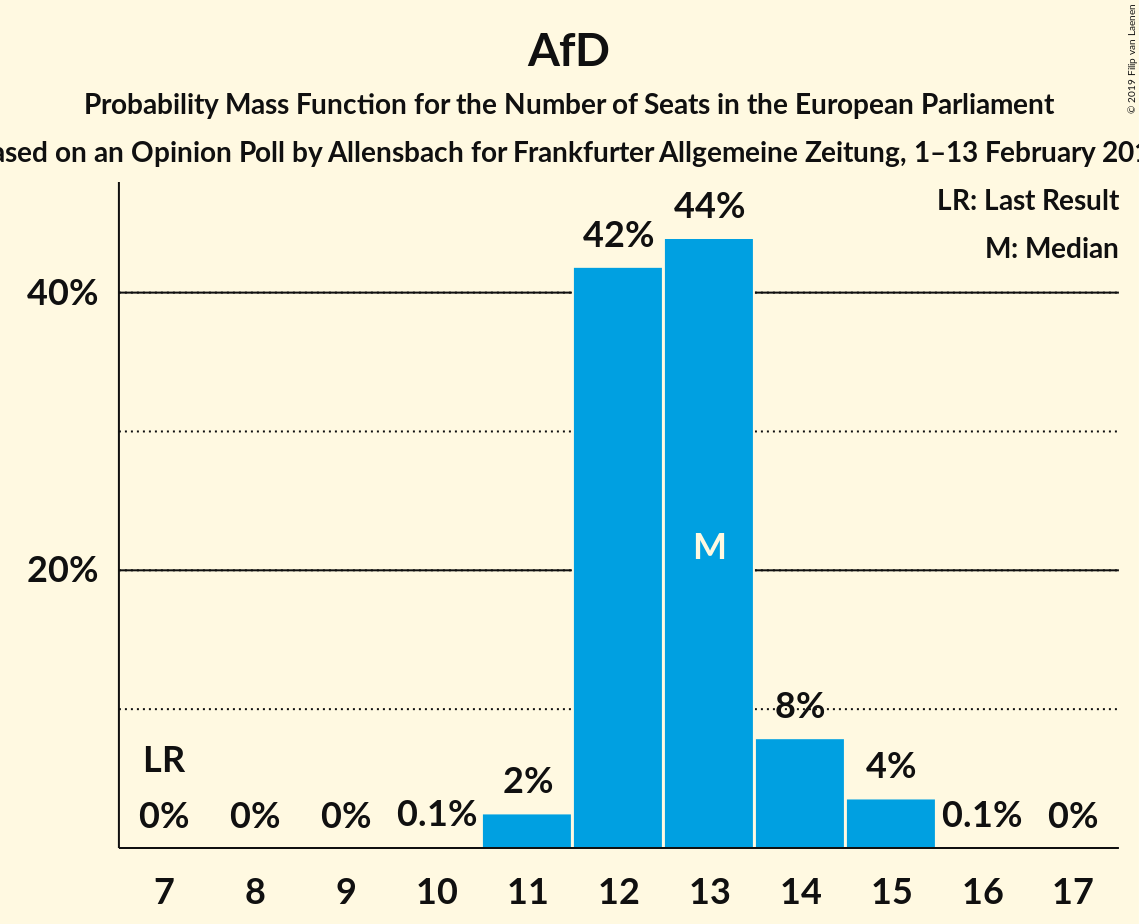 AfD
Probability Mass Function for the Number of Seats in the European Parliament
on an Opinion Poll by Allensbach for Frankfurter Allgemeine Zeitung, 1–13 February
© 2019 Filip van Laenen
LR: Last Result
M: Median
40%
20%
LR
0%
0%
0%
0.1%
2%
42%
44%
M
8%
4%
0.1%
0%
7 8 9 10 11 12 13 14 15 16 17